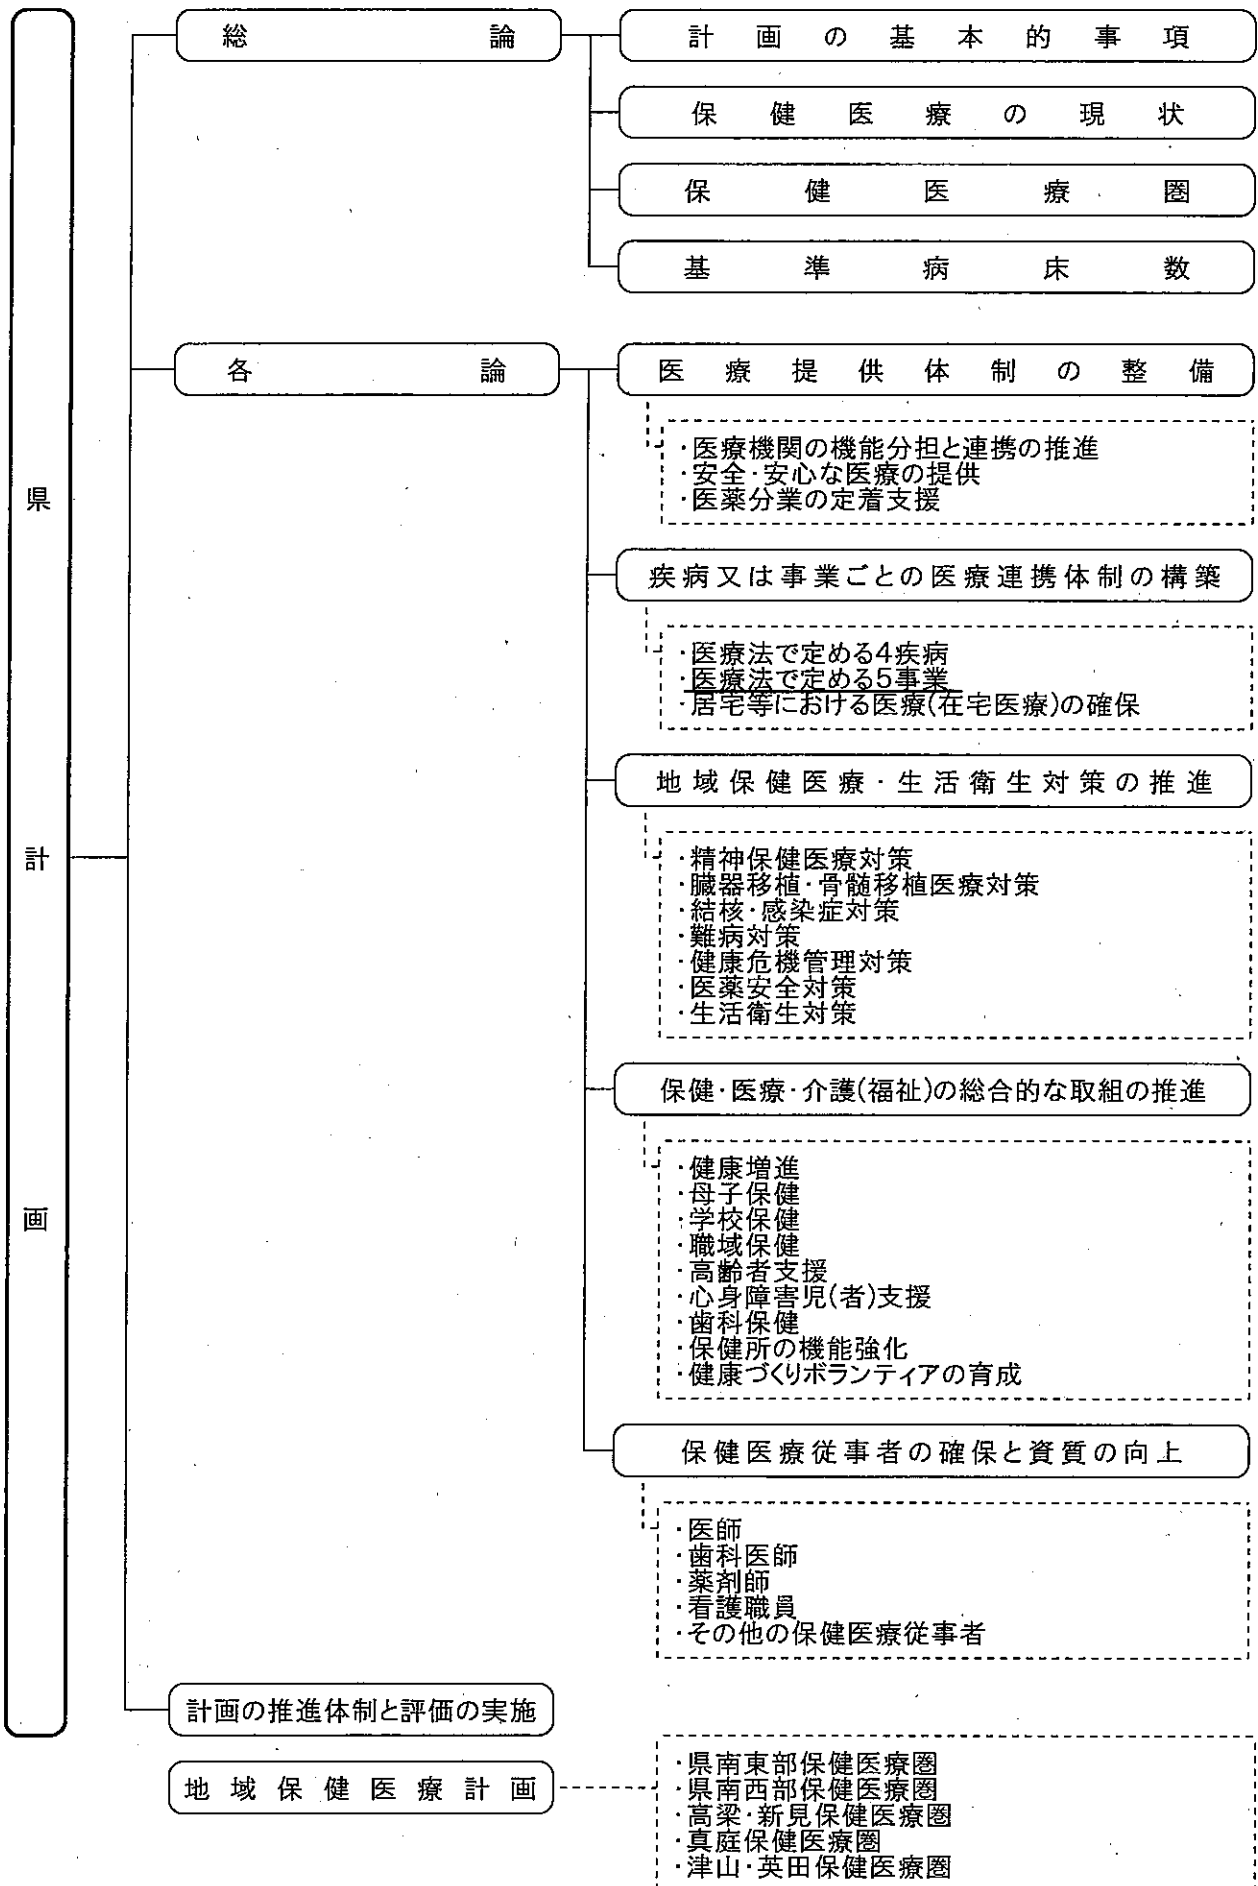 県計画
総論
計画の基本的事項
保健医療の現状
保健医療圏
基準病床数
各論
医療提供体制の整備
・医療機関の機能分担と連携の推進
・安全・安心な医療の提供
・医薬分業の定着支援
疾病又は事業ごとの医療連携体制の構築
・医療法で定める4疾病
・医療法で定める5事業
・居宅等における医療(在宅医療)の確保
地域保健医療・生活衛生対策の推進
・精神保健医療対策
・臓器移植・骨髄移植医療対策
・結核・感染症対策
・難病対策
・健康危機管理対策
・医薬安全対策
・生活衛生対策
保健・医療・介護(福祉)の総合的な取組の推進
・健康増進
・母子保健
・学校保健
・職域保健
・高齢者支援
・心身障害児(者)支援
・歯科保健
・保健所の機能強化
・健康づくりボランティアの育成
保健医療従事者の確保と資質の向上
・医師
・歯科医師
・薬剤師
・看護職員
・その他の保健医療従事者
計画の推進体制と評価の実施
地域保健医療計画
・県南東部保健医療圏
・県南西部保健医療圏
・高梁・新見保健医療圏
・真庭保健医療圏
・津山・英田保健医療圏